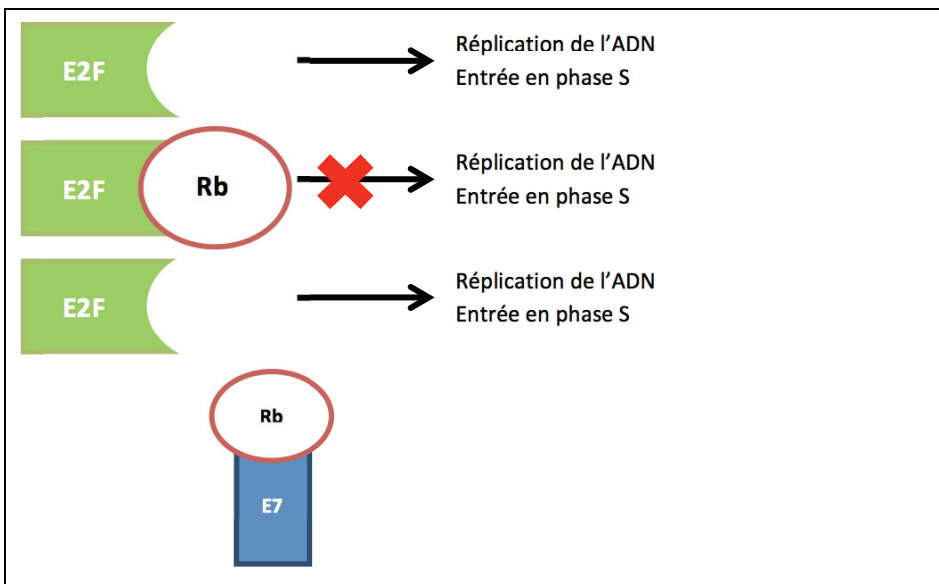 E2F
Réplication de l'ADN
Entrée en phase S
E2F
Rb
Réplication de l'ADN
Entrée en phase S
E2F
Réplication de l'ADN
Entrée en phase S
Rb
E7